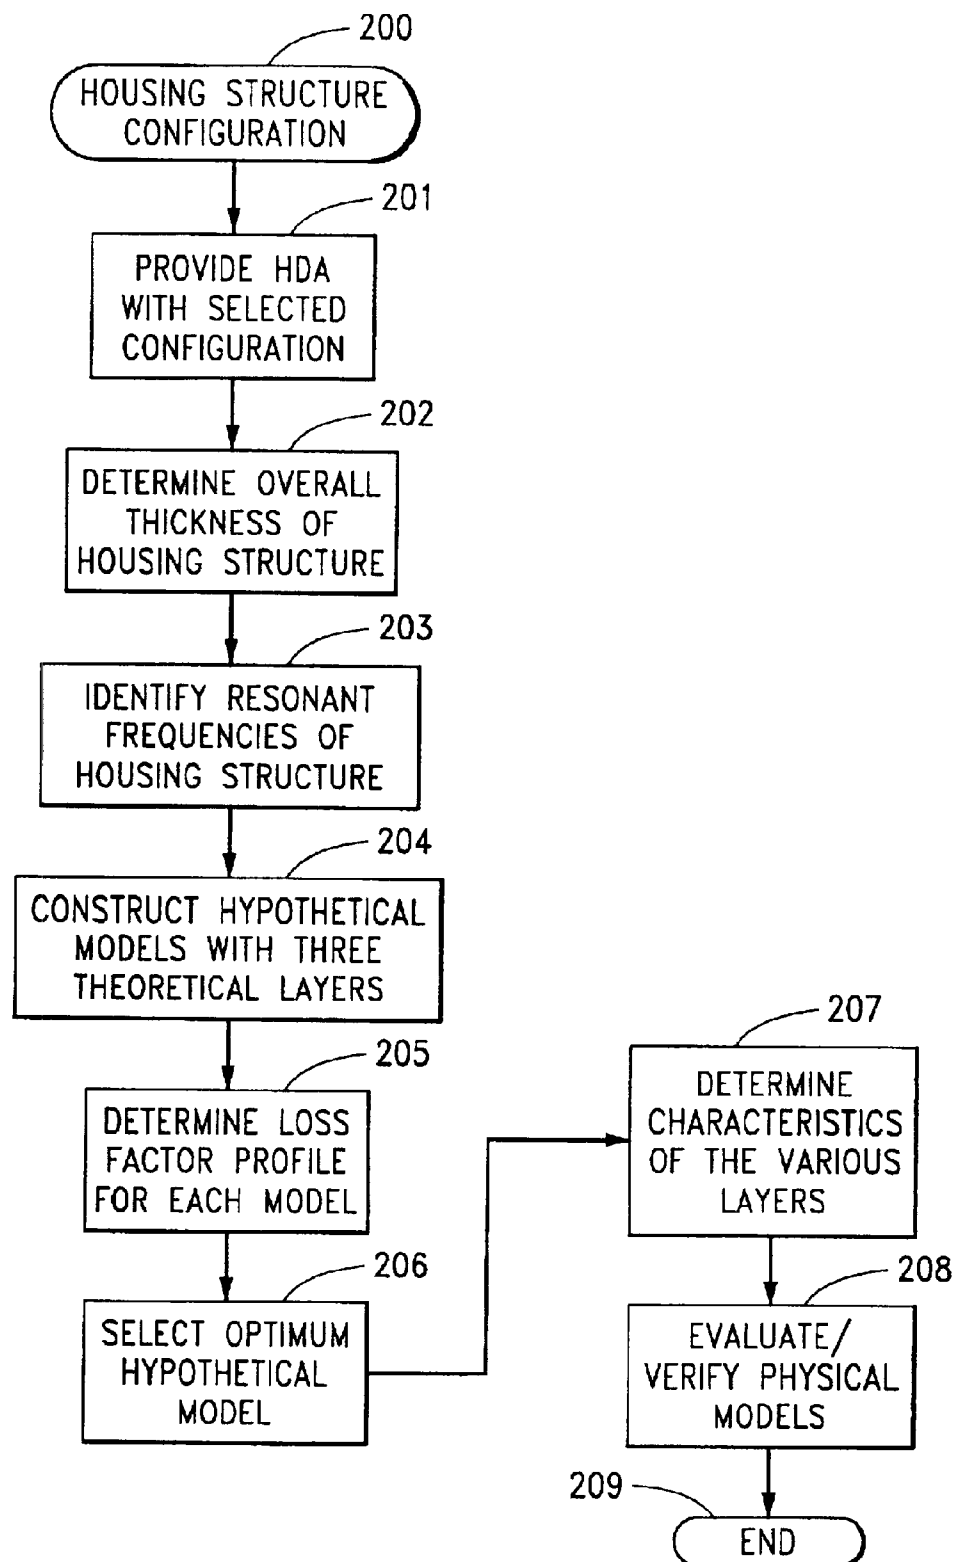 200
HOUSING STRUCTURE
CONFIGURATION
201
PROVIDE HDA
WITH SELECTED
CONFIGURATION
202
DETERMINE OVERALL
THICKNESS OF
HOUSING STRUCTURE
203
IDENTIFY RESONANT
FREQUENCIES OF
HOUSING STRUCTURE
204
CONSTRUCT HYPOTHETICAL
MODELS WITH THREE
THEORETICAL LAYERS
205
DETERMINE LOSS
FACTOR PROFILE
FOR EACH MODEL
206
SELECT OPTIMUM
HYPOTHETICAL
MODEL
207
DETERMINE
CHARACTERISTICS
OF THE VARIOUS
LAYERS
208
EVALUATE/
VERIFY PHYSICAL
MODELS
209
END